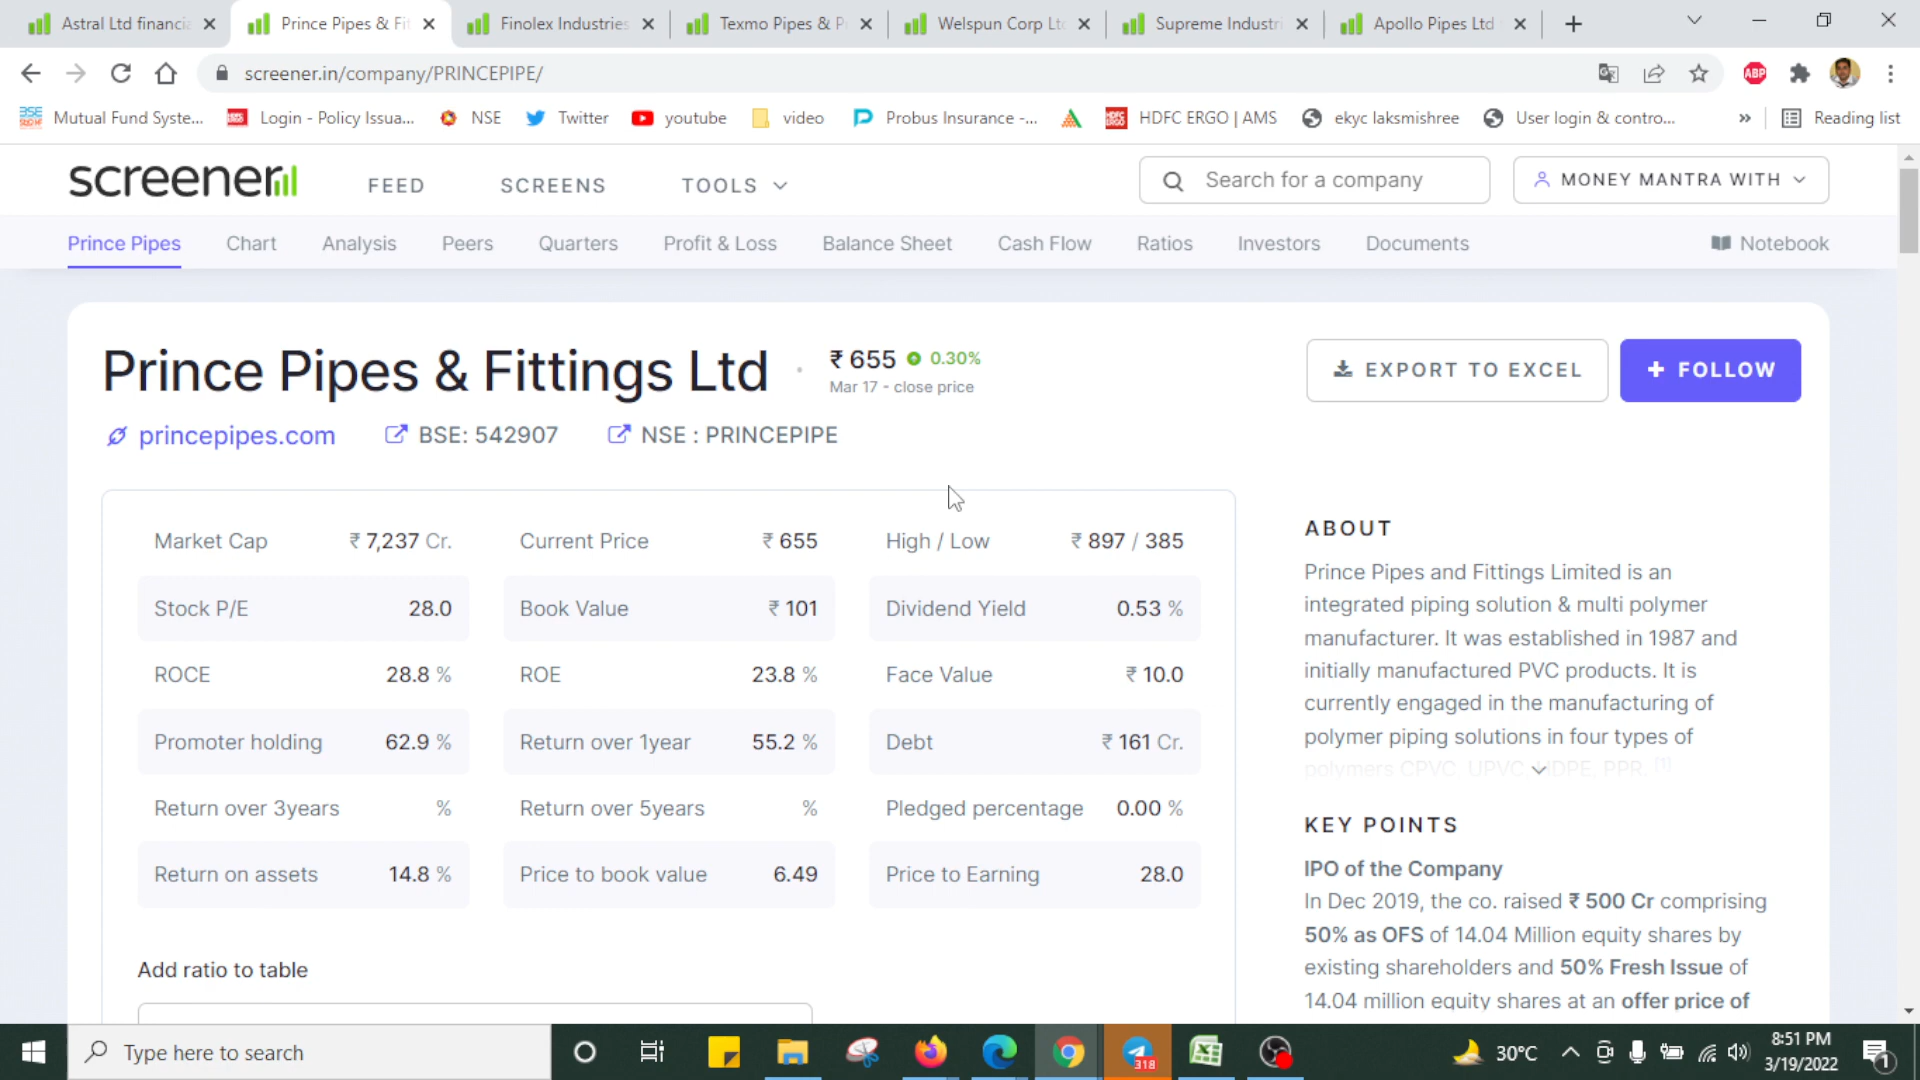 Astral Ltd financia
Prince Pipes & Fit
Finolex Industries
Texmo Pipes & P
Welspun Corp Ltd
Supreme Industri
Apollo Pipes Ltd
screener.in/company/PRINCEPIPE/
ABP
Mutual Fund Syste...
Login - Policy Issua...
NSE
Twitter
youtube
video
Probus Insurance -...
HDFC ERGO | AMS
ekyc laksmishree
User login & contro...
»
Reading list
screener
FEED
SCREENS
TOOLS
Search for a company
MONEY MANTRA WITH
Prince Pipes
Chart
Analysis
Peers
Quarters
Profit & Loss
Balance Sheet
Cash Flow
Ratios
Investors
Documents
Notebook
Prince Pipes & Fittings Ltd
₹ 655 0.30%
Mar 17 - close price
EXPORT TO EXCEL
+ FOLLOW
princepipes.com
BSE: 542907
NSE : PRINCEPIPE
Market Cap ₹ 7,237 Cr.
Current Price ₹ 655
High / Low ₹ 897 / 385
Stock P/E 28.0
Book Value ₹ 101
Dividend Yield 0.53 %
ROCE 28.8 %
ROE 23.8 %
Face Value ₹ 10.0
Promoter holding 62.9 %
Return over 1year 55.2 %
Debt ₹ 161 Cr.
Return over 3years %
Return over 5years %
Pledged percentage 0.00 %
Return on assets 14.8 %
Price to book value 6.49
Price to Earning 28.0
Add ratio to table
ABOUT
Prince Pipes and Fittings Limited is an
integrated piping solution & multi polymer
manufacturer. It was established in 1987 and
initially manufactured PVC products. It is
currently engaged in the manufacturing of
polymer piping solutions in four types of
polymers CPVC, UPVC, HDPE, PPR. [1]
KEY POINTS
IPO of the Company
In Dec 2019, the co. raised ₹ 500 Cr comprising
50% as OFS of 14.04 Million equity shares by
existing shareholders and 50% Fresh Issue of
14.04 million equity shares at an offer price of
Type here to search
318
30°C
8:51 PM
3/19/2022
1